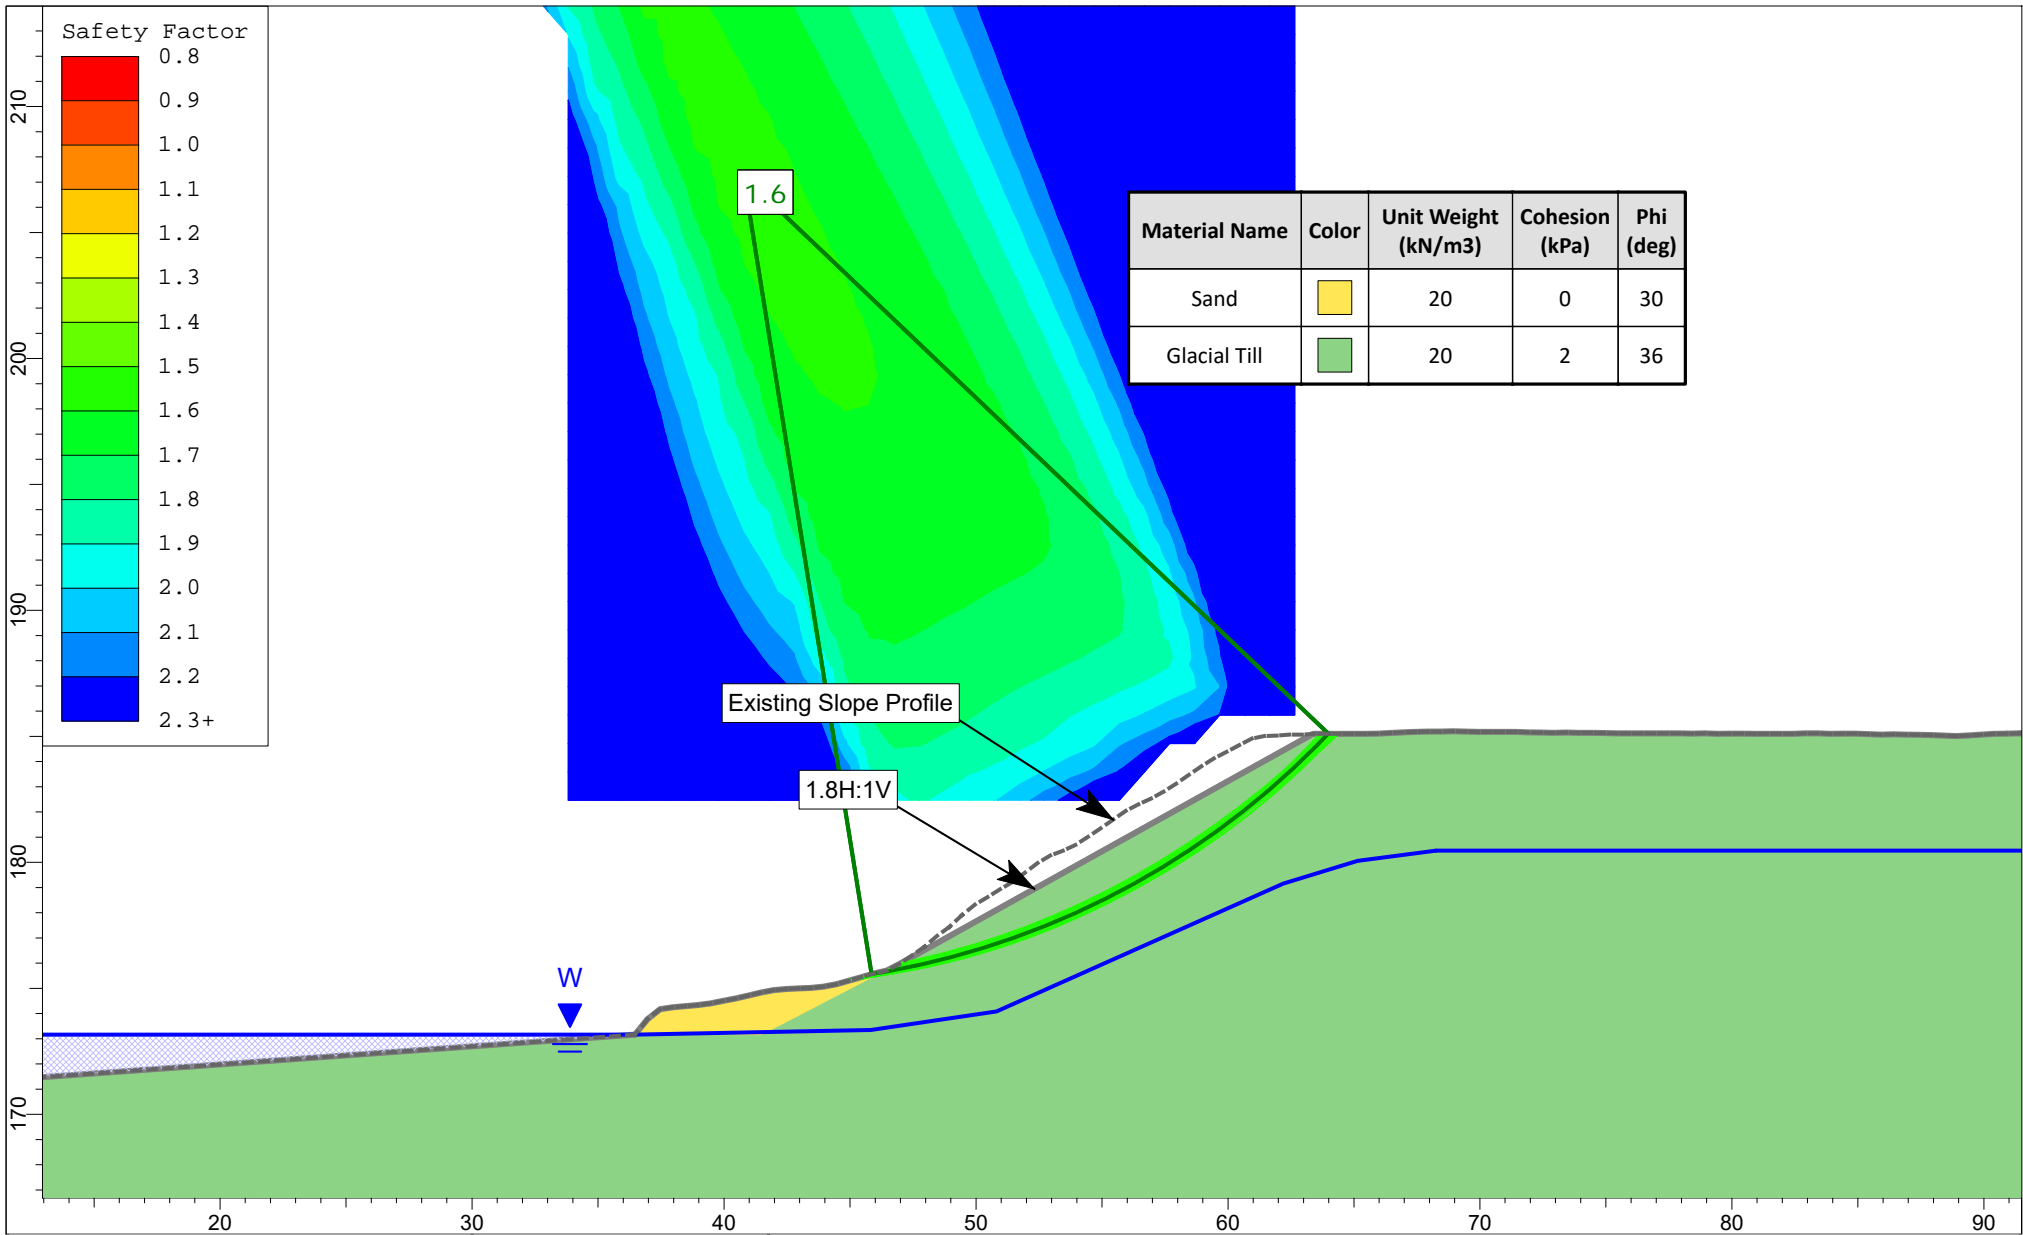 Safety Factor
0.8
0.9
1.0
1.1
1.2
1.3
1.4
1.5
1.6
1.7
1.8
1.9
2.0
2.1
2.2
2.3+
1.6
Material Name Color Unit Weight (kN/m3) Cohesion (kPa) Phi (deg)
Sand 20 0 30
Glacial Till 20 2 36
Existing Slope Profile
1.8H:1V
W
210
200
190
180
170
20 30 40 50 60 70 80 90